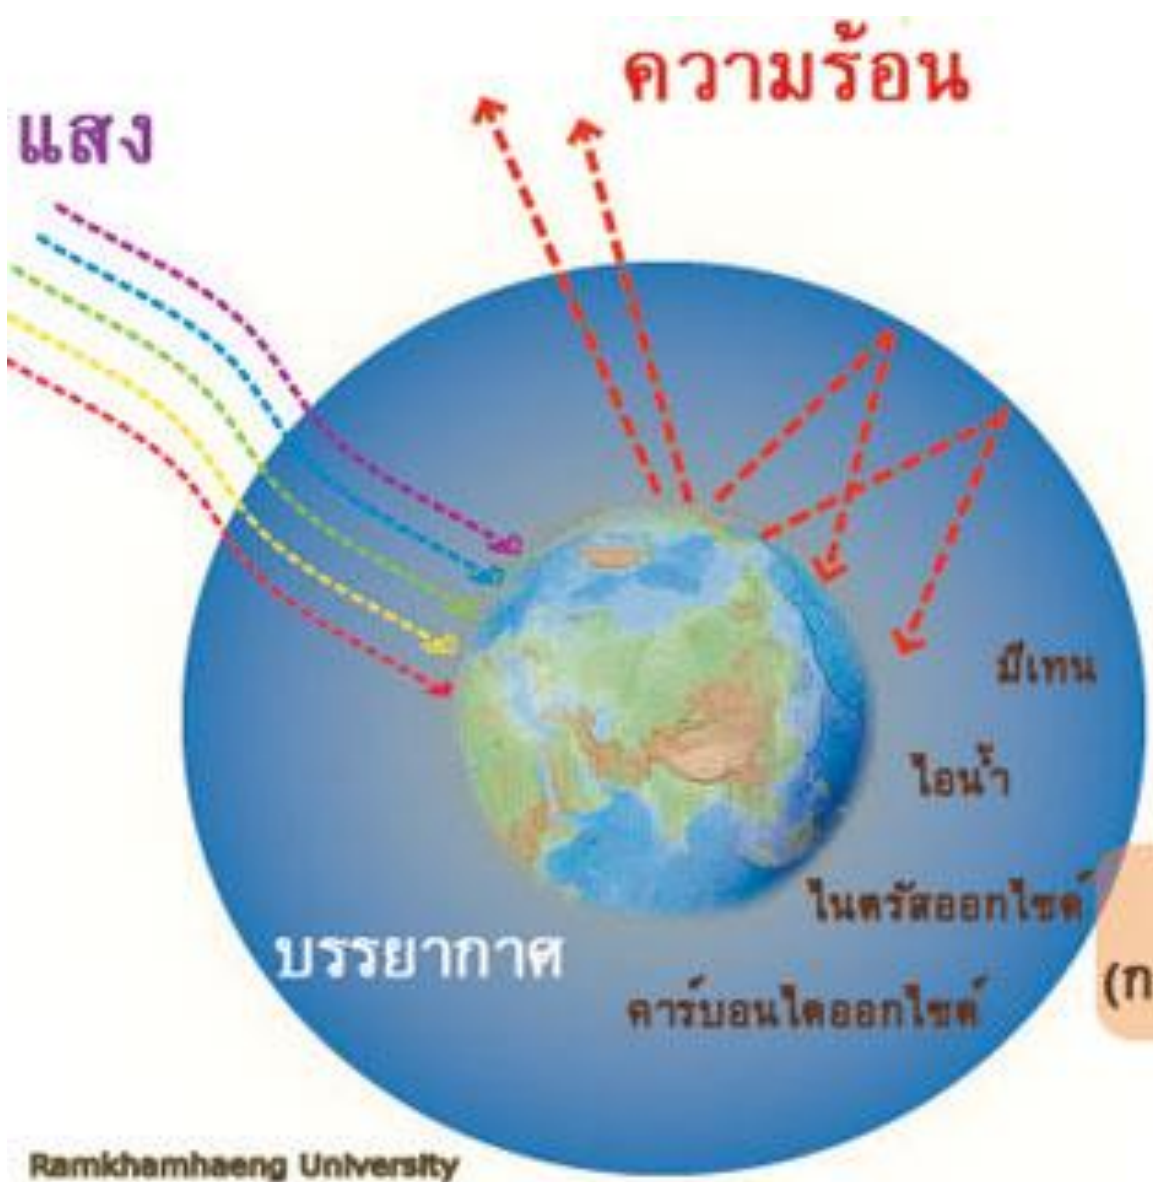 ความร้อน
แสง
มีเทน
ไอน้ำ
ไนตรัสออกไซด์
บรรยากาศ
(ก
คาร์บอนไดออกไซด์
Ramkhamhaeng University